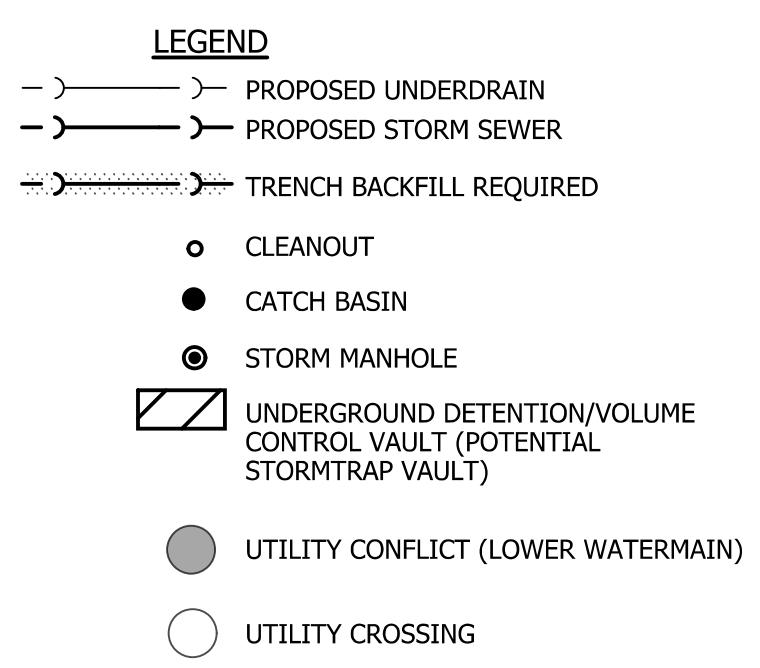 LEGEND
PROPOSED UNDERDRAIN
PROPOSED STORM SEWER
TRENCH BACKFILL REQUIRED
CLEANOUT
CATCH BASIN
STORM MANHOLE
UNDERGROUND DETENTION/VOLUME
CONTROL VAULT (POTENTIAL
STORMTRAP VAULT)
UTILITY CONFLICT (LOWER WATERMAIN)
UTILITY CROSSING